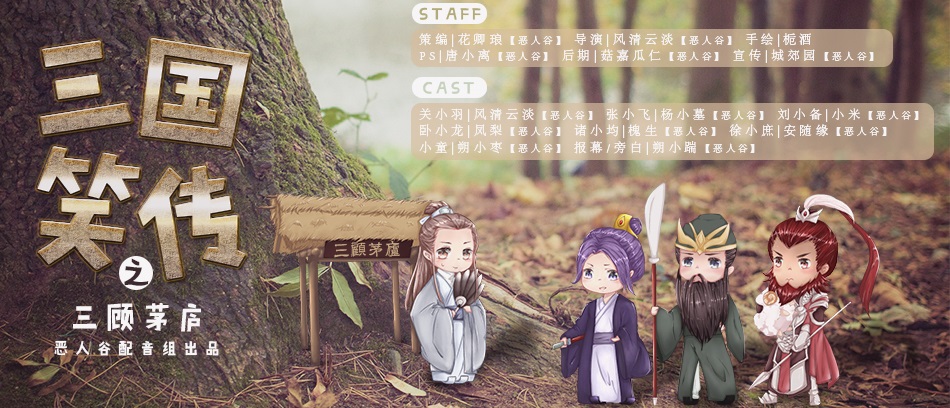 三国
笑传
之
三顾茅庐
恶人谷配音组出品
三顧茅廬
STAFF
策编|花卿琅【恶人谷】 导演|风清云淡【恶人谷】 手绘|栀酒
PS|唐小离【恶人谷】 后期|菇嘉瓜仁【恶人谷】 宣传|城郊园【恶人谷】
CAST
关小羽|风清云淡【恶人谷】 张小飞|杨小墓【恶人谷】 刘小备|小米【恶人谷】
卧小龙|凤梨【恶人谷】 诸小均|槐生【恶人谷】 徐小庶|安随缘【恶人谷】
小童|朔小枣【恶人谷】 报幕/旁白|朔小踹【恶人谷】